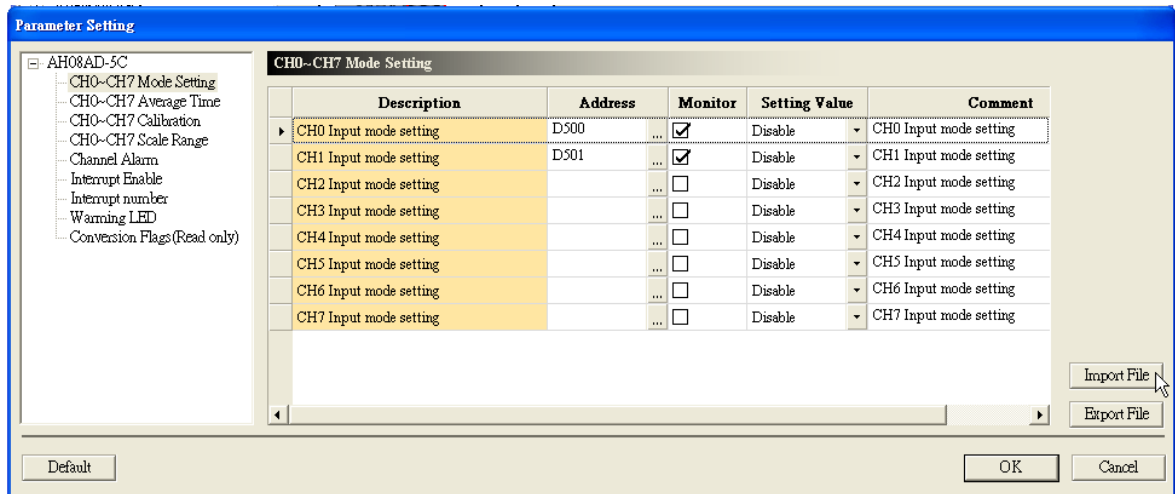 Parameter Setting
AH08AD-5C
CH0~CH7 Mode Setting
CH0~CH7 Average Time
CH0~CH7 Calibration
CH0~CH7 Scale Range
Channel Alarm
Interrupt Enable
Interrupt number
Warning LED
Conversion Flags(Read only)
CH0~CH7 Mode Setting
Description Address Monitor Setting Value Comment
CH0 Input mode setting D500 ... Disable CH0 Input mode setting
CH1 Input mode setting D501 ... Disable CH1 Input mode setting
CH2 Input mode setting ... Disable CH2 Input mode setting
CH3 Input mode setting ... Disable CH3 Input mode setting
CH4 Input mode setting ... Disable CH4 Input mode setting
CH5 Input mode setting ... Disable CH5 Input mode setting
CH6 Input mode setting ... Disable CH6 Input mode setting
CH7 Input mode setting ... Disable CH7 Input mode setting
Import File
Export File
Default OK Cancel